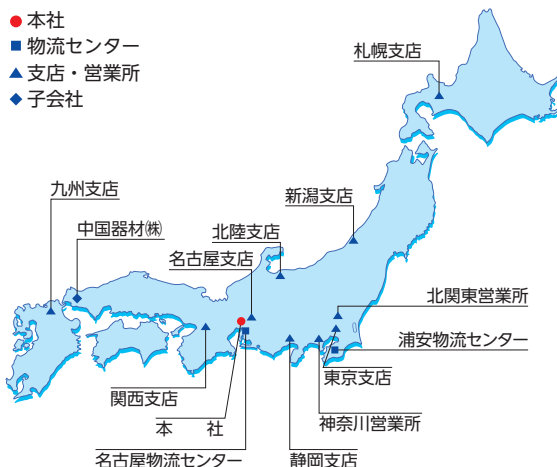 本社
物流センター
支店・営業所
子会社
札幌支店
九州支店
新潟支店
中国器材㈱
北陸支店
名古屋支店
北関東営業所
浦安物流センター
東京支店
関西支店
神奈川営業所
本　社
名古屋物流センター
静岡支店